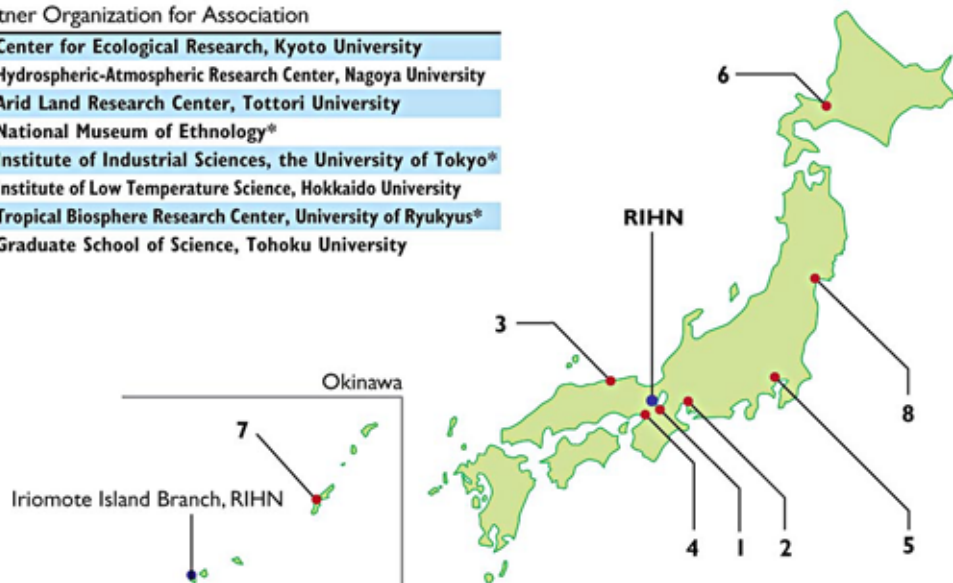 tner Organization for Association
Center for Ecological Research, Kyoto University
Hydrospheric-Atmospheric Research Center, Nagoya University
Arid Land Research Center, Tottori University
National Museum of Ethnology*
Institute of Industrial Sciences, the University of Tokyo*
Institute of Low Temperature Science, Hokkaido University
Tropical Biosphere Research Center, University of Ryukyus*
Graduate School of Science, Tohoku University
6
RIHN
3
Okinawa
8
7
Iriomote Island Branch, RIHN
4
1
2
5